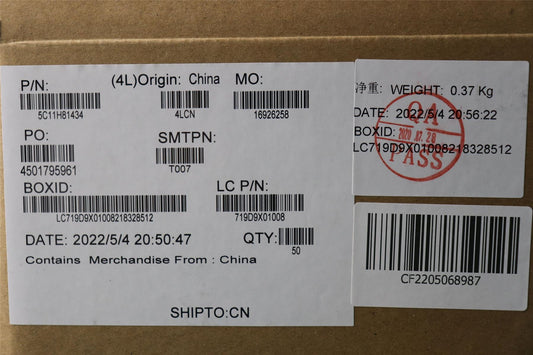 P/N:
(4L)Origin: China
MO:
5C11H81434
4LCN
16926258
PO:
SMTPN:
4501795961
T007
BOXID:
LC P/N:
LC719D9X01008218328512
719D9X01008
DATE: 2022/5/4 20:50:47
QTY:
50
Contains Merchandise From : China
SHIPTO:CN
净重: WEIGHT: 0.37 Kg
DATE: 2022/5/4 20:56:22
BOXID:
LC719D9X01008218328512
QA
PASS
CF2205068987